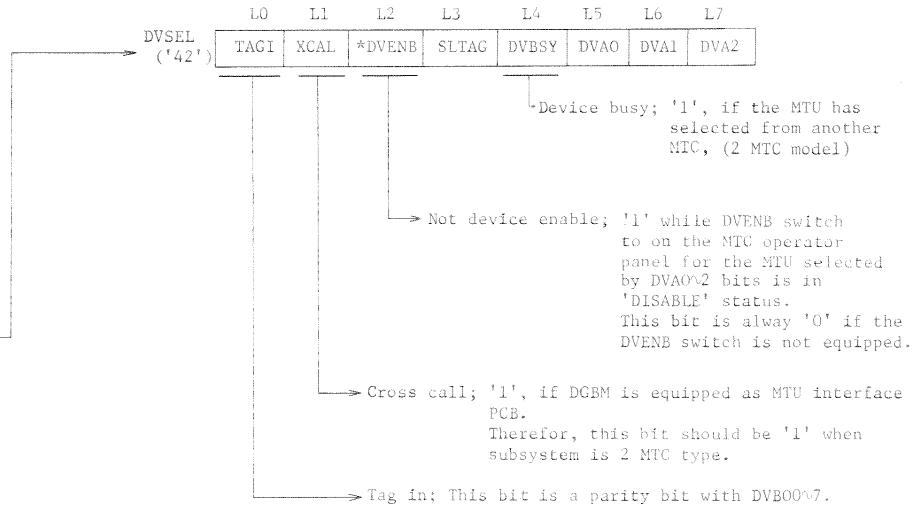 L0 L1 L2 L3 L4 L5 L6 L7
DVSEL
('42')
TAGI XCAL *DVENB SLTAG DVBSY DVA0 DVA1 DVA2
Device busy; '1', if the MTU has
selected from another
MTC, (2 MTC model)
Not device enable; '1' while DVENB switch
to on the MTC operator
panel for the MTU selected
by DVA0~2 bits is in
'DISABLE' status.
This bit is alway '0' if the
DVENB switch is not equipped.
Cross call; '1', if DGBM is equipped as MTU interface
PCB.
Therefor, this bit should be '1' when
subsystem is 2 MTC type.
Tag in; This bit is a parity bit with DVB00~7.